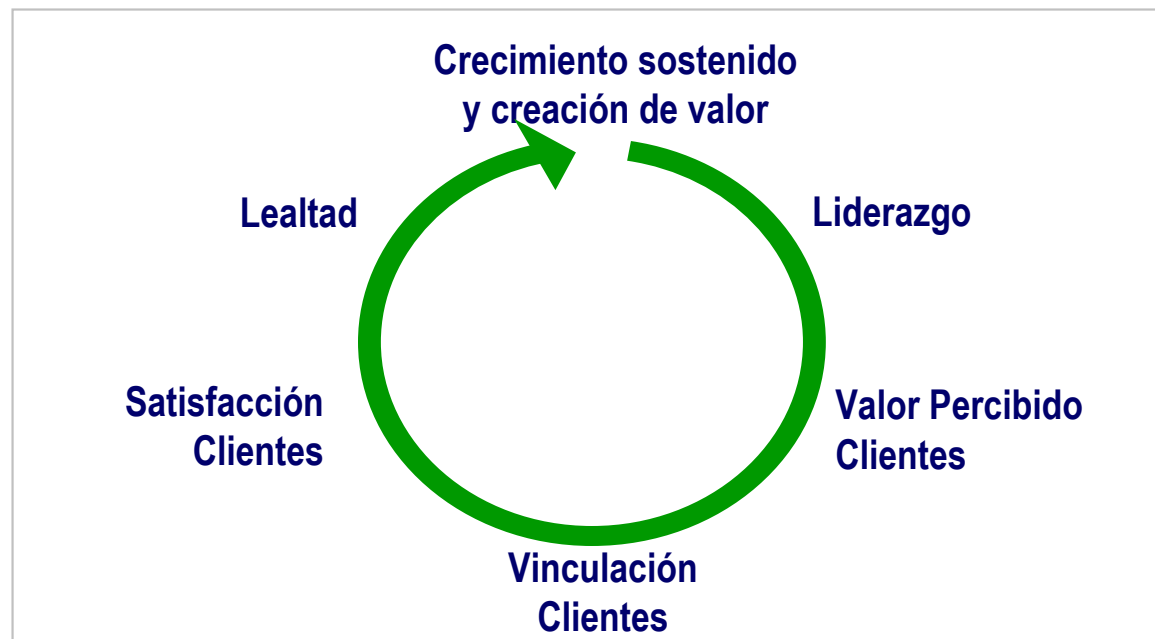 Crecimiento sostenido
y creación de valor
Liderazgo
Valor Percibido
Clientes
Vinculación
Clientes
Satisfacción
Clientes
Lealtad